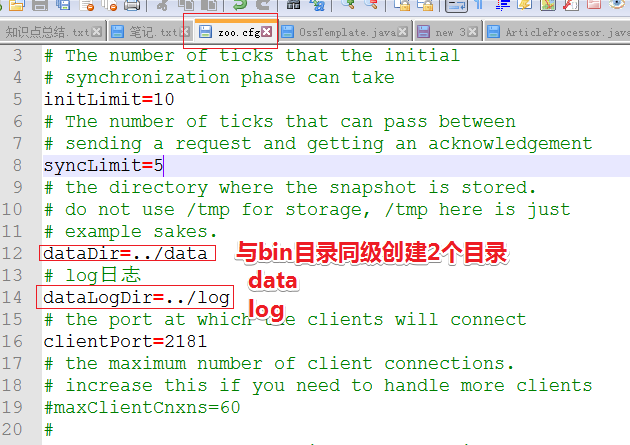 知识点总结.txt 笔记.txt zoo.cfg OssTemplate.java new 3 ArticleProcessor.java
3 # The number of ticks that the initial
4 # synchronization phase can take
5 initLimit=10
6 # The number of ticks that can pass between
7 # sending a request and getting an acknowledgement
8 syncLimit=5
9 # the directory where the snapshot is stored.
10 # do not use /tmp for storage, /tmp here is just
11 # example sakes.
12 dataDir=../data 与bin目录同级创建2个目录
13 # log日志 data
14 dataLogDir=../log log
15 # the port at which the clients will connect
16 clientPort=2181
17 # the maximum number of client connections.
18 # increase this if you need to handle more clients
19 #maxClientCnxns=60
20 #